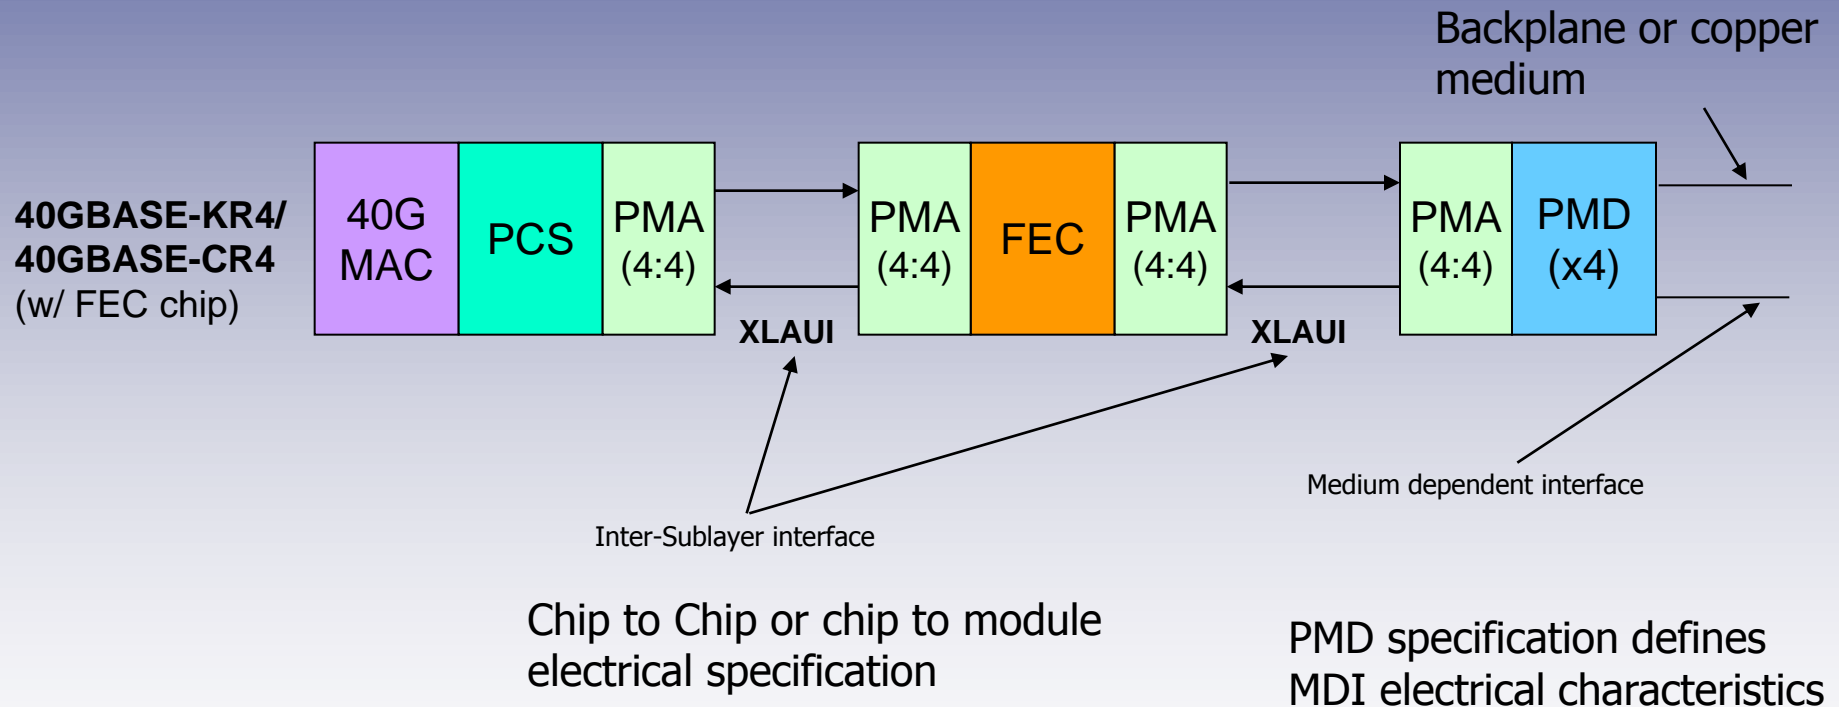 Backplane or copper
medium
40GBASE-KR4/
40GBASE-CR4
(w/ FEC chip)
40G
MAC
PCS
PMA
(4:4)
PMA
(4:4)
FEC
PMA
(4:4)
PMA
(4:4)
PMD
(x4)
XLAUI
XLAUI
Medium dependent interface
Inter-Sublayer interface
Chip to Chip or chip to module
electrical specification
PMD specification defines
MDI electrical characteristics